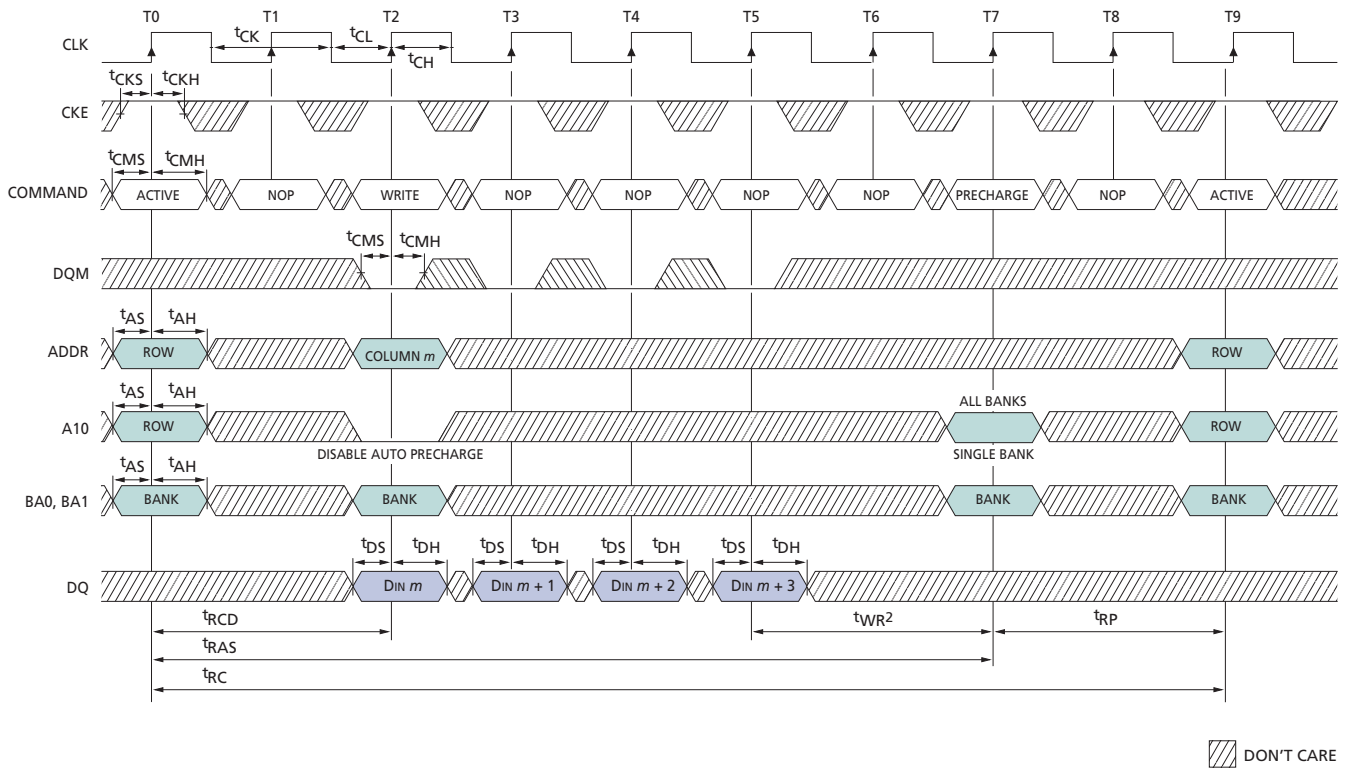 T0 T1 T2 T3 T4 T5 T6 T7 T8 T9
CLK
tCK tCL
tCH
tCKS tCKH
CKE
tCMS tCMH
COMMAND ACTIVE NOP WRITE NOP NOP NOP NOP PRECHARGE NOP ACTIVE
tCMS tCMH
DQM
tAS tAH
ADDR ROW COLUMN m ROW
tAS tAH ALL BANKS
A10 ROW ROW
DISABLE AUTO PRECHARGE SINGLE BANK
tAS tAH
BA0, BA1 BANK BANK BANK BANK
tDS tDH tDS tDH tDS tDH tDS tDH
DQ DIN m DIN m + 1 DIN m + 2 DIN m + 3
tRCD tWR2 tRP
tRAS
tRC
DON'T CARE